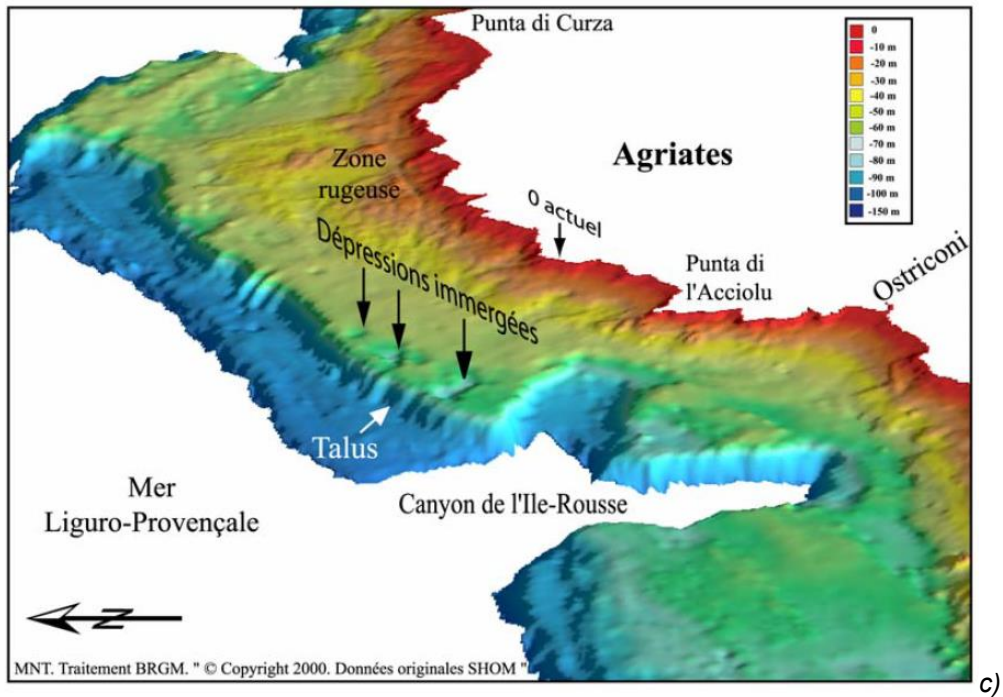 Punta di Curza
0
-10 m
-20 m
-30 m
-40 m
-50 m
-60 m
-70 m
-80 m
-90 m
-100 m
-150 m
Agriates
Zone
rugeuse
0 actuel
Dépressions immergées
Punta di
l'Acciolu
Ostriconi
Talus
Mer
Liguro-Provençale
Canyon de l'Ile-Rousse
N
MNT. Traitement BRGM. " © Copyright 2000. Données originales SHOM "
c)